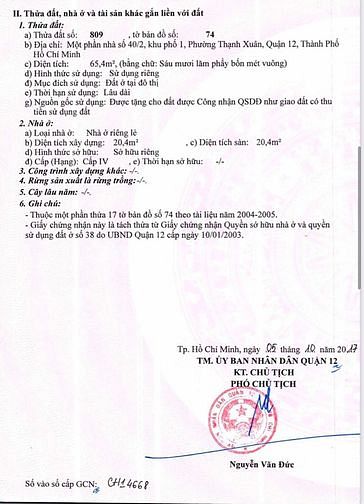 II. Thửa đất, nhà ở và tài sản khác gắn liền với đất
1. Thửa đất:
a) Thửa đất số: 809 , tờ bản đồ số: 74
b) Địa chỉ: Một phần nhà số 40/2, khu phố 1, Phường Thạnh Xuân, Quận 12, Thành Phố
Hồ Chí Minh
c) Diện tích: 65,4m², (bằng chữ: Sáu mươi lăm phẩy bốn mét vuông)
d) Hình thức sử dụng: Sử dụng riêng
đ) Mục đích sử dụng: Đất ở tại đô thị
e) Thời hạn sử dụng: Lâu dài
g) Nguồn gốc sử dụng: Được tặng cho đất được Công nhận QSDĐ như giao đất có thu
tiền sử dụng đất
2. Nhà ở:
a) Loại nhà ở: Nhà ở riêng lẻ
b) Diện tích xây dựng: 20,4m² , c) Diện tích sàn: 20,4m²
d) Hình thức sở hữu: Sở hữu riêng
đ) Cấp (Hạng): Cấp IV , e) Thời hạn sở hữu: -/-
3. Công trình xây dựng khác: -/-.
4. Rừng sản xuất là rừng trồng:-/-.
5. Cây lâu năm: -/-.
6. Ghi chú:
- Thuộc một phần thửa 17 tờ bản đồ số 74 theo tài liệu năm 2004-2005.
- Giấy chứng nhận này là tách thửa từ Giấy chứng nhận Quyền sở hữu nhà ở và quyền
sử dụng đất ở số 38 do UBND Quận 12 cấp ngày 10/01/2003.
Tp. Hồ Chí Minh, ngày 05 tháng 10 năm 2017
TM. ỦY BAN NHÂN DÂN QUẬN 12
KT. CHỦ TỊCH
PHÓ CHỦ TỊCH
Nguyễn Văn Đức
Số vào sổ cấp GCN: CH14668